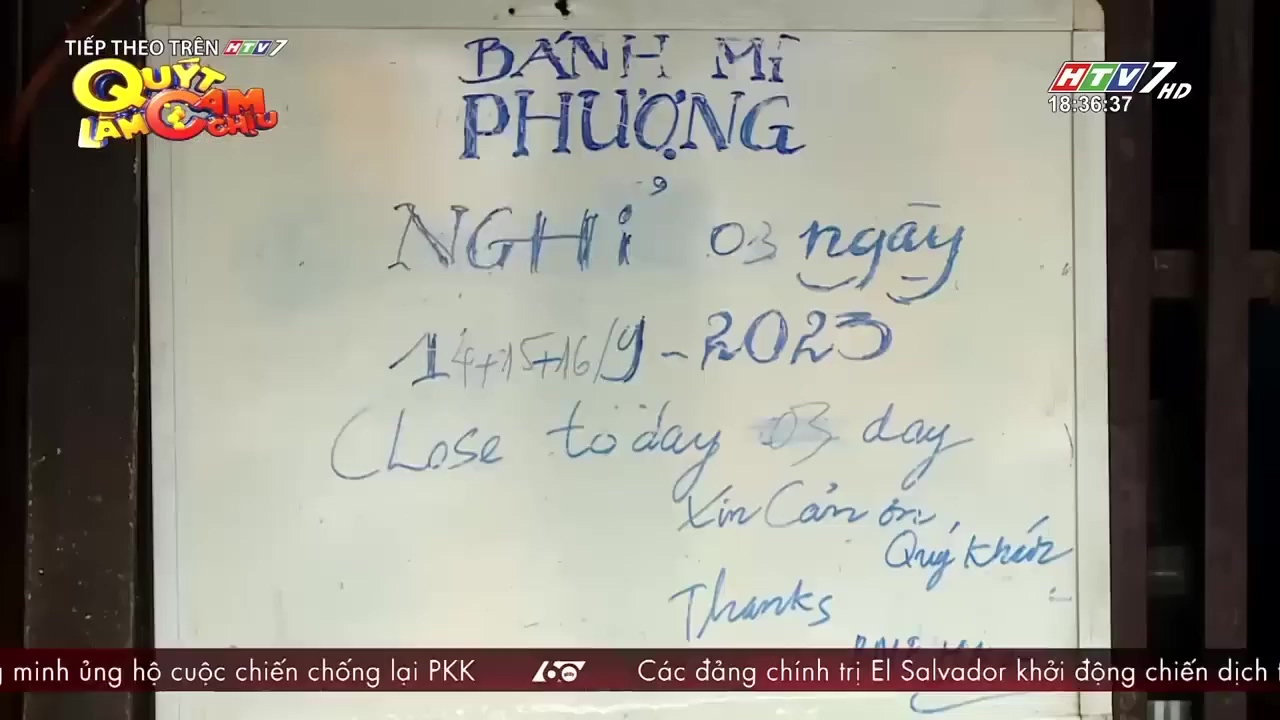 TIẾP THEO TRÊN HTV7
QUÝT LÀM CAM CHỊU
HTV7 HD
18:36:37
BÁNH MÌ
PHƯỢNG
NGHỈ 03 ngày
14+15+16/9-2023
CLose to day 03 day
Xin Cảm ơn,
Quý khách
Thanks
minh ủng hộ cuộc chiến chống lại PKK
60
Các đảng chính trị El Salvador khởi động chiến dịch